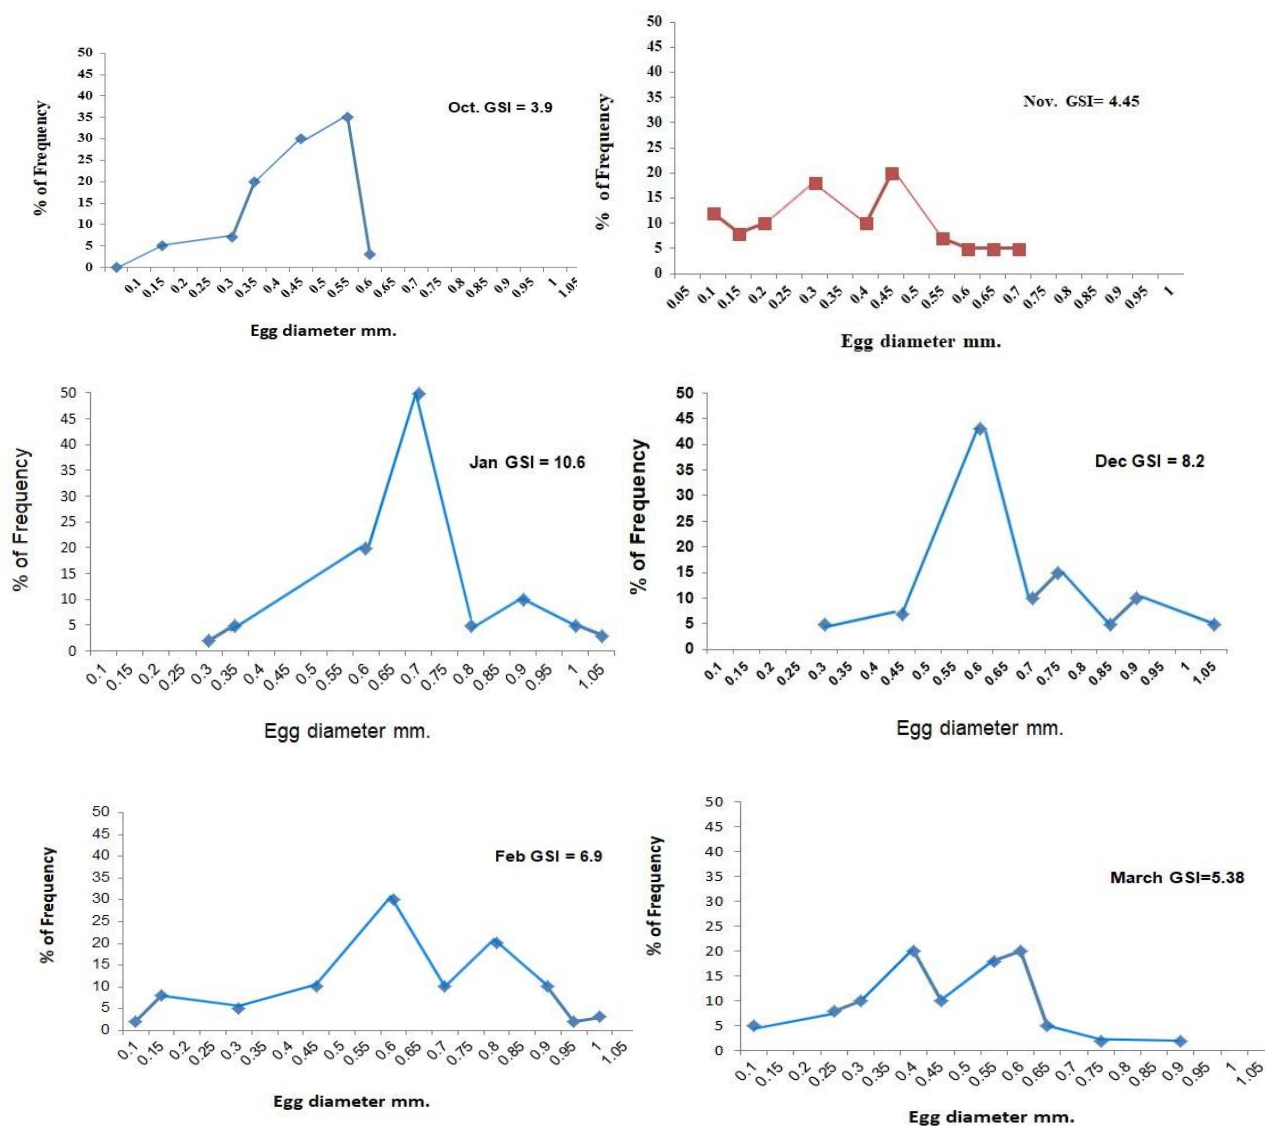 50
45
40
35
30
25
20
15
10
5
0
% of Frequency
Oct. GSI = 3.9
0.1 0.15 0.2 0.25 0.3 0.35 0.4 0.45 0.5 0.55 0.6 0.65 0.7 0.75 0.8 0.85 0.9 0.95 1 1.05
Egg diameter mm.
50
45
40
35
30
25
20
15
10
5
0
% of Frequency
Nov. GSI= 4.45
0.05 0.1 0.15 0.2 0.25 0.3 0.35 0.4 0.45 0.5 0.55 0.6 0.65 0.7 0.75 0.8 0.85 0.9 0.95 1
Egg diameter mm.
50
45
40
35
30
25
20
15
10
5
0
% of Frequency
Jan GSI = 10.6
0.1 0.15 0.2 0.25 0.3 0.35 0.4 0.45 0.5 0.55 0.6 0.65 0.7 0.75 0.8 0.85 0.9 0.95 1 1.05
Egg diameter mm.
50
45
40
35
30
25
20
15
10
5
0
% of Frequency
Dec GSI = 8.2
0.1 0.15 0.2 0.25 0.3 0.35 0.4 0.45 0.5 0.55 0.6 0.65 0.7 0.75 0.8 0.85 0.9 0.95 1 1.05
Egg diameter mm.
50
45
40
35
30
25
20
15
10
5
0
% of Frequency
Feb GSI = 6.9
0.1 0.15 0.2 0.25 0.3 0.35 0.4 0.45 0.5 0.55 0.6 0.65 0.7 0.75 0.8 0.85 0.9 0.95 1 1.05
Egg diameter mm.
50
45
40
35
30
25
20
15
10
5
0
% of Frequency
March GSI=5.38
0.1 0.15 0.2 0.25 0.3 0.35 0.4 0.45 0.5 0.55 0.6 0.65 0.7 0.75 0.8 0.85 0.9 0.95 1 1.05
Egg diameter mm.